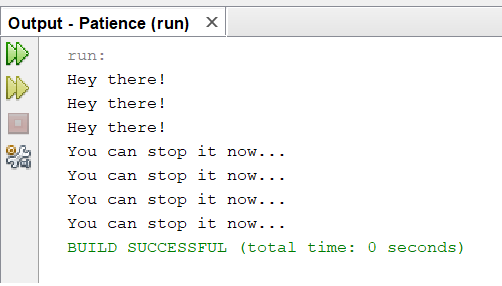 Output - Patience (run)
run:
Hey there!
Hey there!
Hey there!
You can stop it now...
You can stop it now...
You can stop it now...
You can stop it now...
BUILD SUCCESSFUL (total time: 0 seconds)